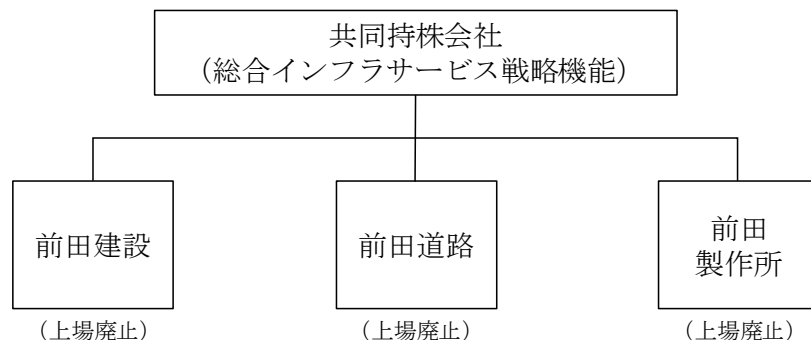 共同持株会社
（総合インフラサービス戦略機能）
前田建設
前田道路
前田
製作所
（上場廃止）
（上場廃止）
（上場廃止）